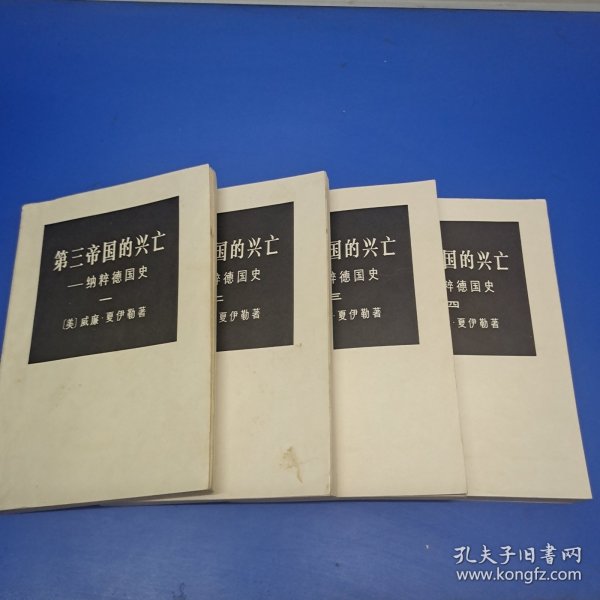 第三帝国的兴亡
——纳粹德国史
一
〔美〕威廉·夏伊勒著
国的兴亡
粹德国史
二
·夏伊勒著
国的兴亡
粹德国史
三
·夏伊勒著
国的兴亡
粹德国史
四
·夏伊勒著
孔夫子旧书网
www.kongfz.com